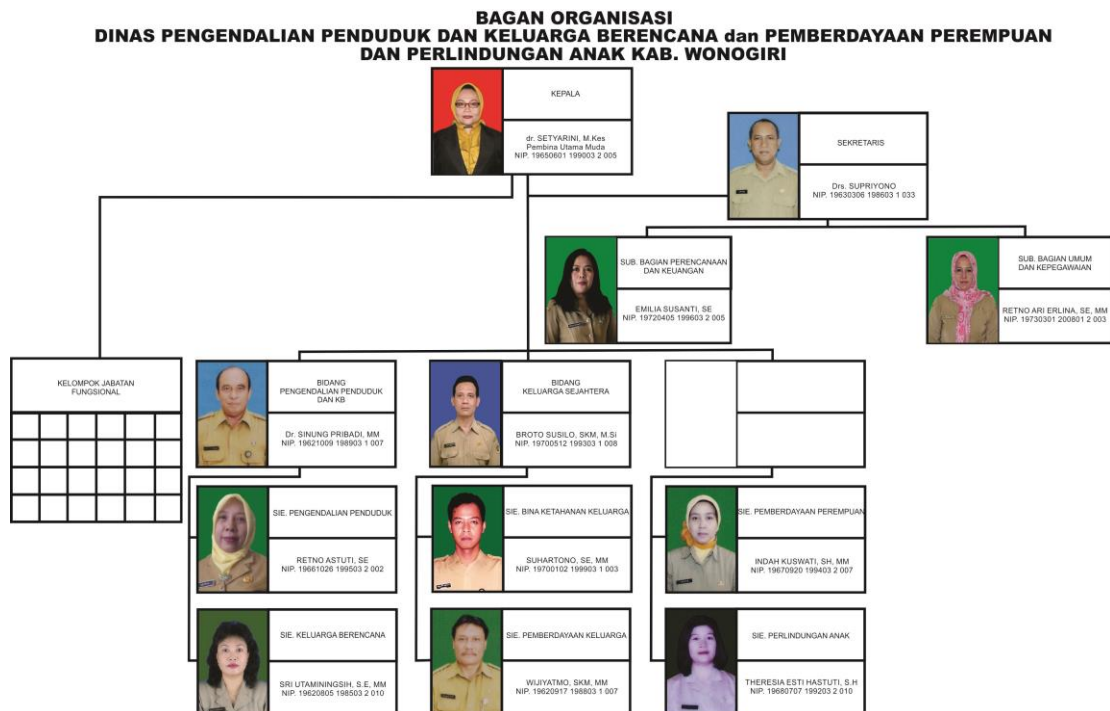 BAGAN ORGANISASI
DINAS PENGENDALIAN PENDUDUK DAN KELUARGA BERENCANA dan PEMBERDAYAAN PEREMPUAN
DAN PERLINDUNGAN ANAK KAB. WONOGIRI
KEPALA
dr. SETYARINI, M.Kes
Pembina Utama Muda
NIP. 19650601 199003 2 005
SEKRETARIS
Drs. SUPRIYONO
NIP. 19630306 198603 1 033
SUB. BAGIAN PERENCANAAN
DAN KEUANGAN
EMILIA SUSANTI, SE
NIP. 19720405 199603 2 005
SUB. BAGIAN UMUM
DAN KEPEGAWAIAN
RETNO ARI ERLINA, SE, MM
NIP. 19730301 200801 2 003
KELOMPOK JABATAN
FUNGSIONAL
BIDANG
PENGENDALIAN PENDUDUK
DAN KB
Dr. SINUNG PRIBADI, MM
NIP. 19621009 198903 1 007
BIDANG
KELUARGA SEJAHTERA
BROTO SUSILO, SKM, M.Si
NIP. 19700512 199303 1 008
SIE. PENGENDALIAN PENDUDUK
RETNO ASTUTI, SE
NIP. 19661026 199503 2 002
SIE. BINA KETAHANAN KELUARGA
SUHARTONO, SE, MM
NIP. 19700102 199903 1 003
SIE. PEMBERDAYAAN PEREMPUAN
INDAH KUSWATI, SH, MM
NIP. 19670920 199403 2 007
SIE. KELUARGA BERENCANA
SRI UTAMININGSIH, S.E, MM
NIP. 19620805 198503 2 010
SIE. PEMBERDAYAAN KELUARGA
WIJIYATMO, SKM, MM
NIP. 19620917 198803 1 007
SIE. PERLINDUNGAN ANAK
THERESIA ESTI HASTUTI, S.H
NIP. 19680707 199203 2 010